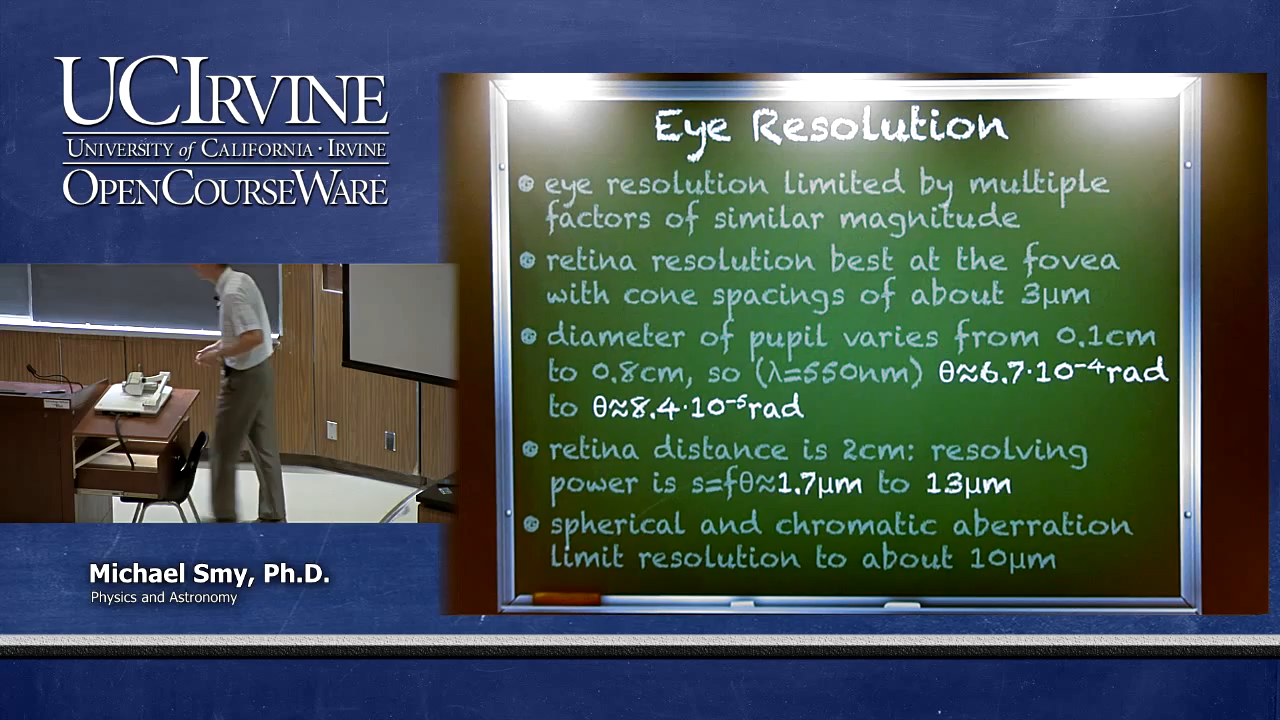 UCIRVINE
UNIVERSITY of CALIFORNIA · IRVINE
OPENCOURSEWARE
Eye Resolution
eye resolution limited by multiple
factors of similar magnitude
retina resolution best at the fovea
with cone spacings of about 3μm
diameter of pupil varies from 0.1cm
to 0.8cm, so (λ=550nm) θ≈6.7·10⁻⁴rad
to θ≈8.4·10⁻⁵rad
retina distance is 2cm: resolving
power is s=fθ≈1.7μm to 13μm
spherical and chromatic aberration
limit resolution to about 10μm
Michael Smy, Ph.D.
Physics and Astronomy